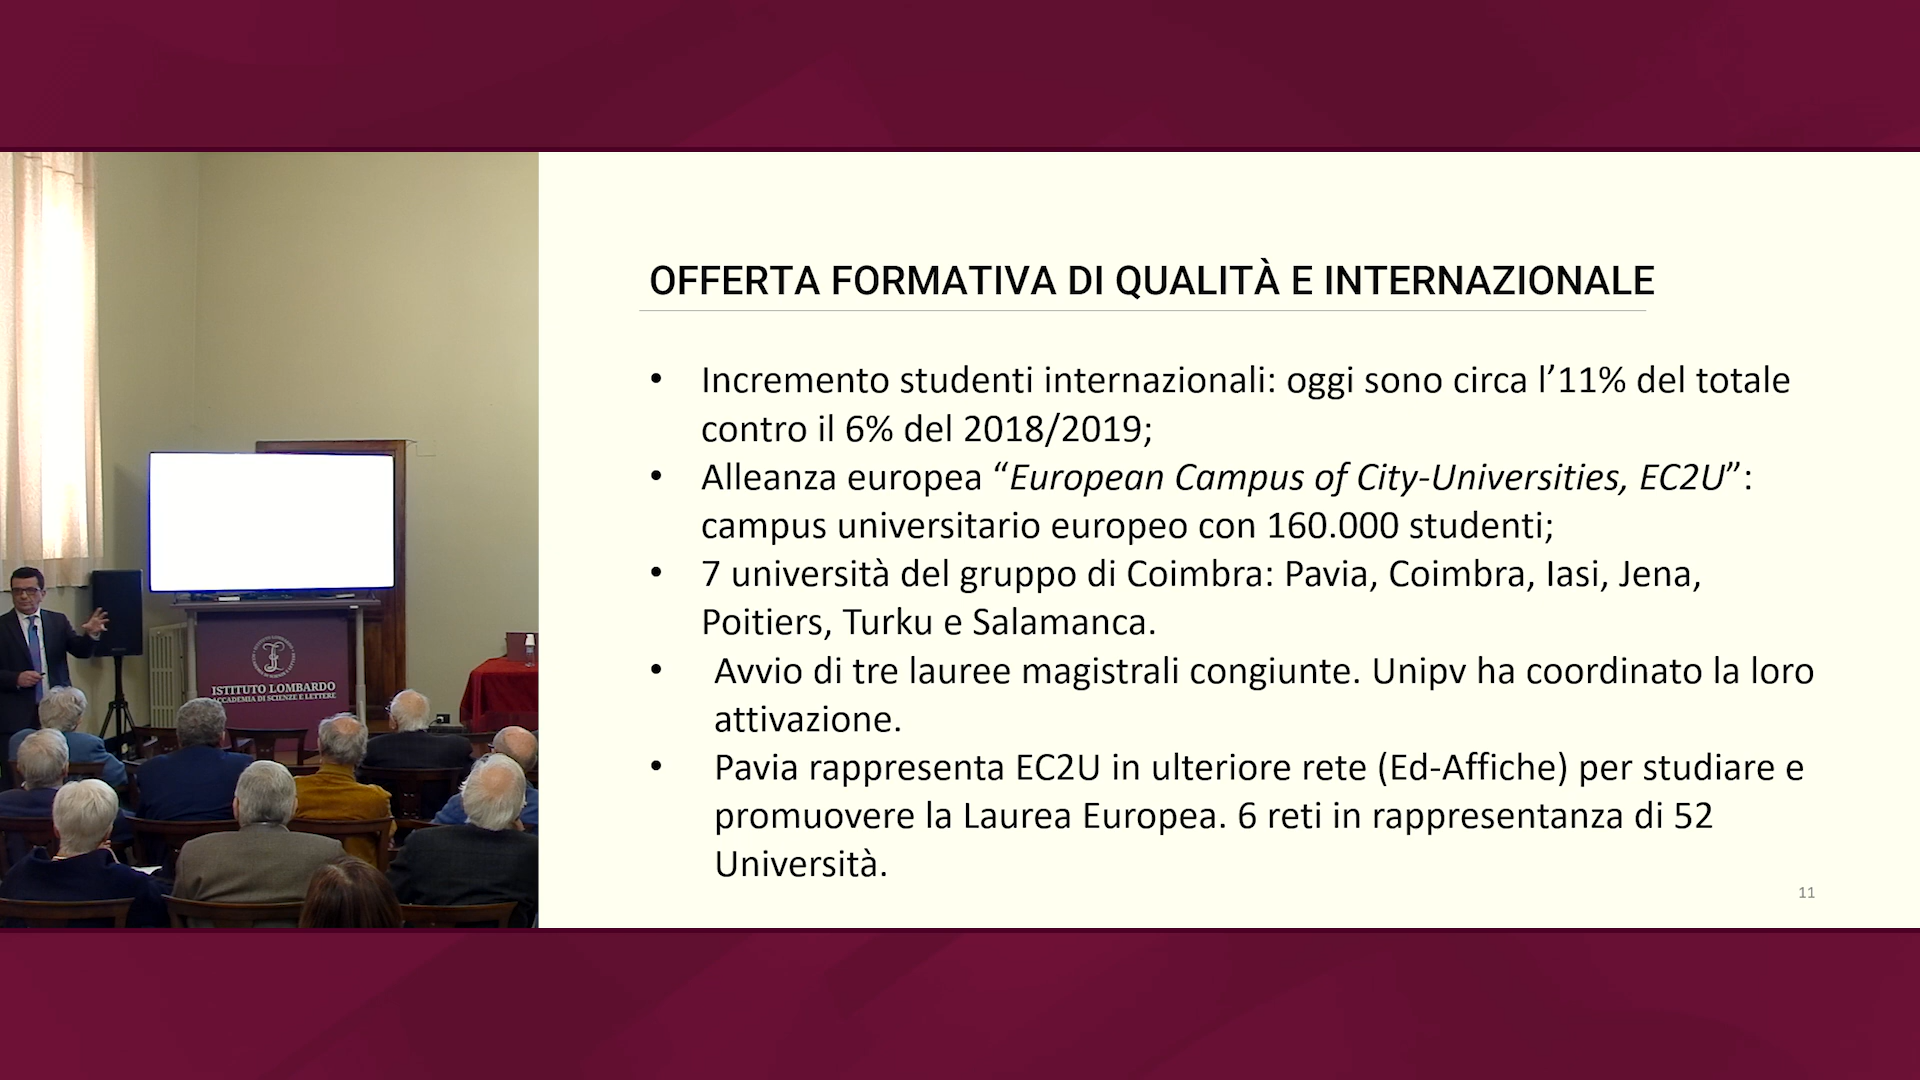 OFFERTA FORMATIVA DI QUALITÀ E INTERNAZIONALE
• Incremento studenti internazionali: oggi sono circa l’11% del totale
contro il 6% del 2018/2019;
• Alleanza europea “European Campus of City-Universities, EC2U”:
campus universitario europeo con 160.000 studenti;
• 7 università del gruppo di Coimbra: Pavia, Coimbra, Iasi, Jena,
Poitiers, Turku e Salamanca.
• Avvio di tre lauree magistrali congiunte. Unipv ha coordinato la loro
attivazione.
• Pavia rappresenta EC2U in ulteriore rete (Ed-Affiche) per studiare e
promuovere la Laurea Europea. 6 reti in rappresentanza di 52
Università.
11
ISTITUTO LOMBARDO
ACCADEMIA DI SCIENZE E LETTERE